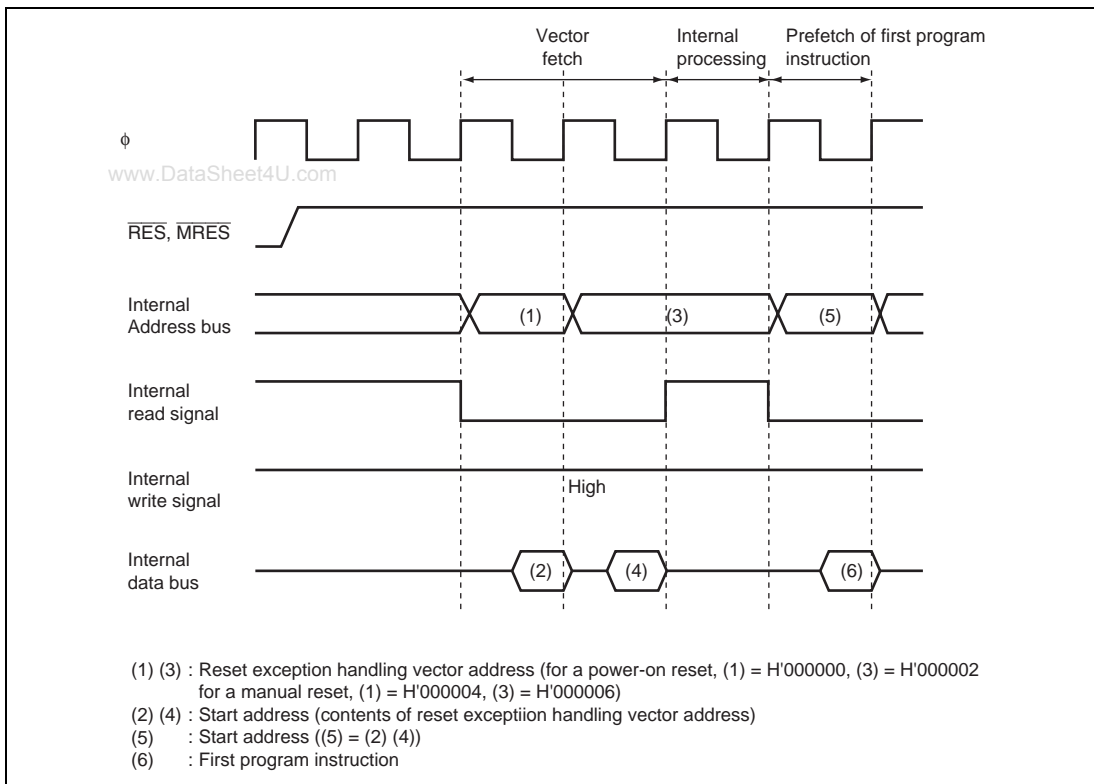 Vector
fetch
Internal
processing
Prefetch of first program
instruction
φ
www.DataSheet4U.com
RES, MRES
Internal
Address bus
(1)
(3)
(5)
Internal
read signal
Internal
write signal
High
Internal
data bus
(2)
(4)
(6)
(1) (3) : Reset exception handling vector address (for a power-on reset, (1) = H'000000, (3) = H'000002
for a manual reset, (1) = H'000004, (3) = H'000006)
(2) (4) : Start address (contents of reset exceptiion handling vector address)
(5) : Start address ((5) = (2) (4))
(6) : First program instruction